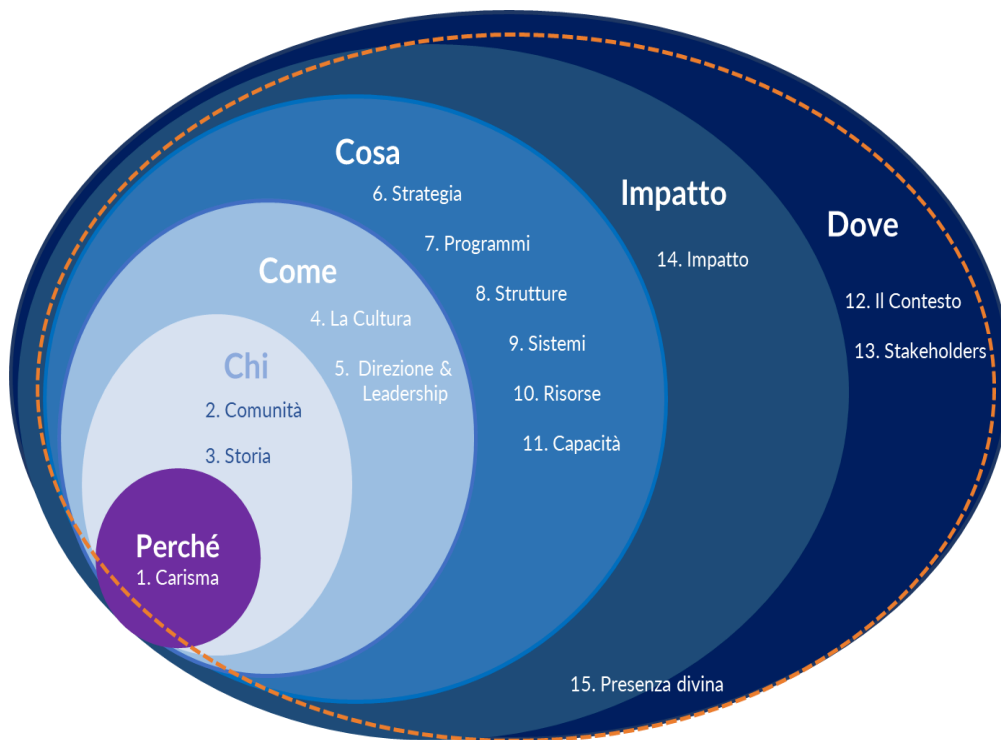 Cosa
6. Strategia
7. Programmi
8. Strutture
9. Sistemi
10. Risorse
11. Capacità
Impatto
14. Impatto
Dove
12. Il Contesto
13. Stakeholders
Come
4. La Cultura
5. Direzione &
Leadership
Chi
2. Comunità
3. Storia
Perché
1. Carisma
15. Presenza divina